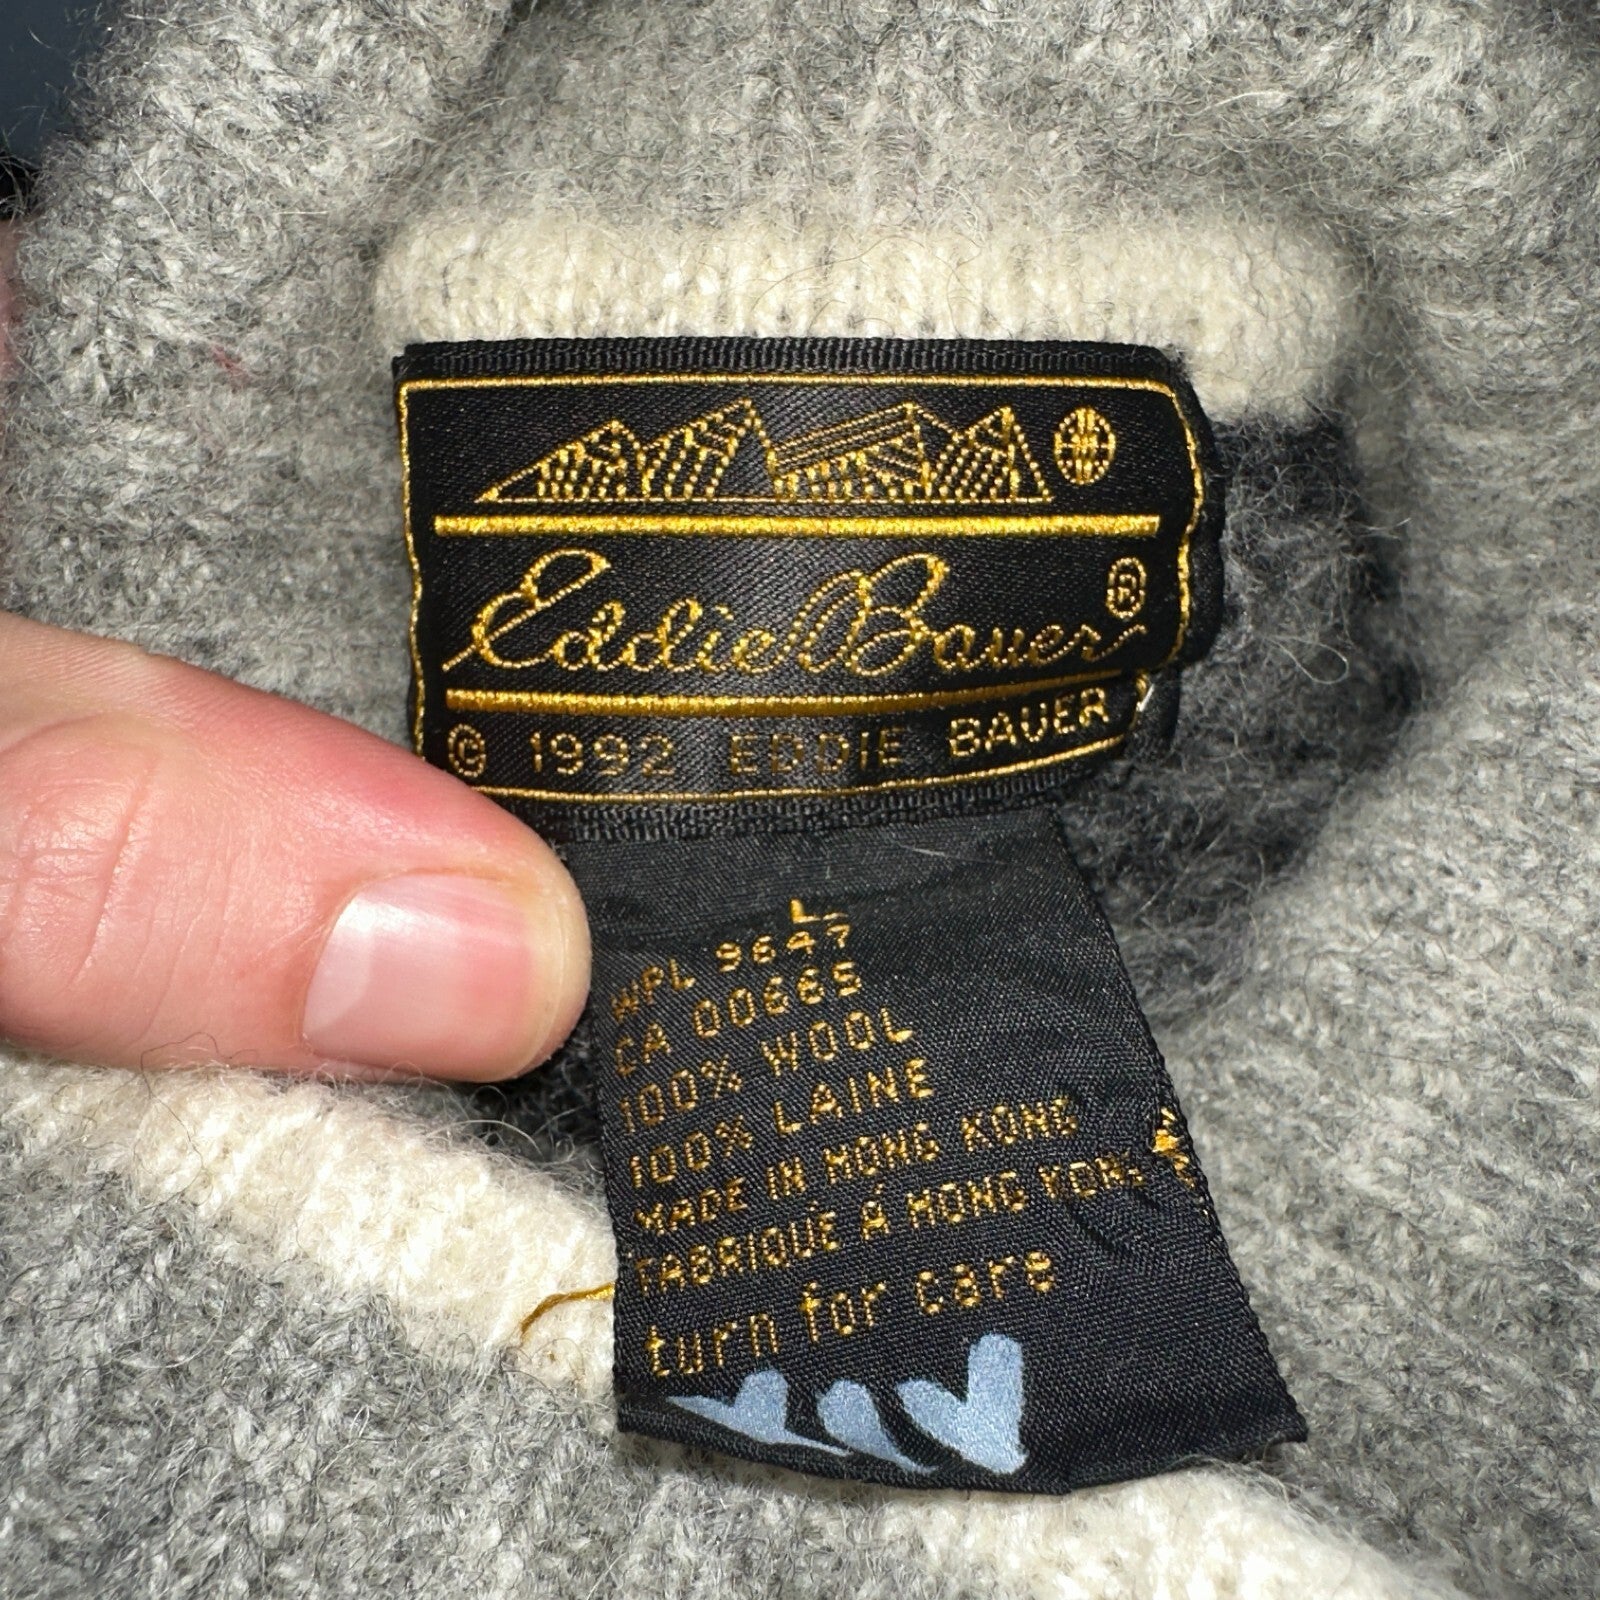 Eddie Bauer ®
© 1992 EDDIE BAUER
L
WPL 9647
CA 00665
100% WOOL
100% LAINE
MADE IN HONG KONG
FABRIQUE À HONG KONG
turn for care